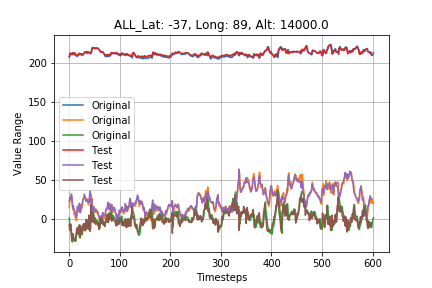 ALL_Lat: -37, Long: 89, Alt: 14000.0
200
150
100
50
0
Value Range
Original
Original
Original
Test
Test
Test
0 100 200 300 400 500 600
Timesteps